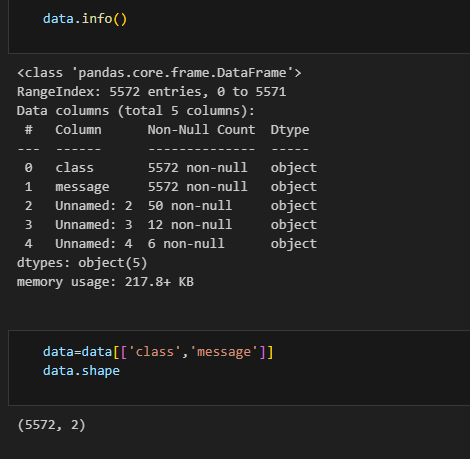 data.info()
<class 'pandas.core.frame.DataFrame'>
RangeIndex: 5572 entries, 0 to 5571
Data columns (total 5 columns):
 #   Column      Non-Null Count  Dtype
---  ------      --------------  -----
 0   class       5572 non-null   object
 1   message     5572 non-null   object
 2   Unnamed: 2  50 non-null     object
 3   Unnamed: 3  12 non-null     object
 4   Unnamed: 4  6 non-null      object
dtypes: object(5)
memory usage: 217.8+ KB
data=data[['class','message']]
data.shape
(5572, 2)